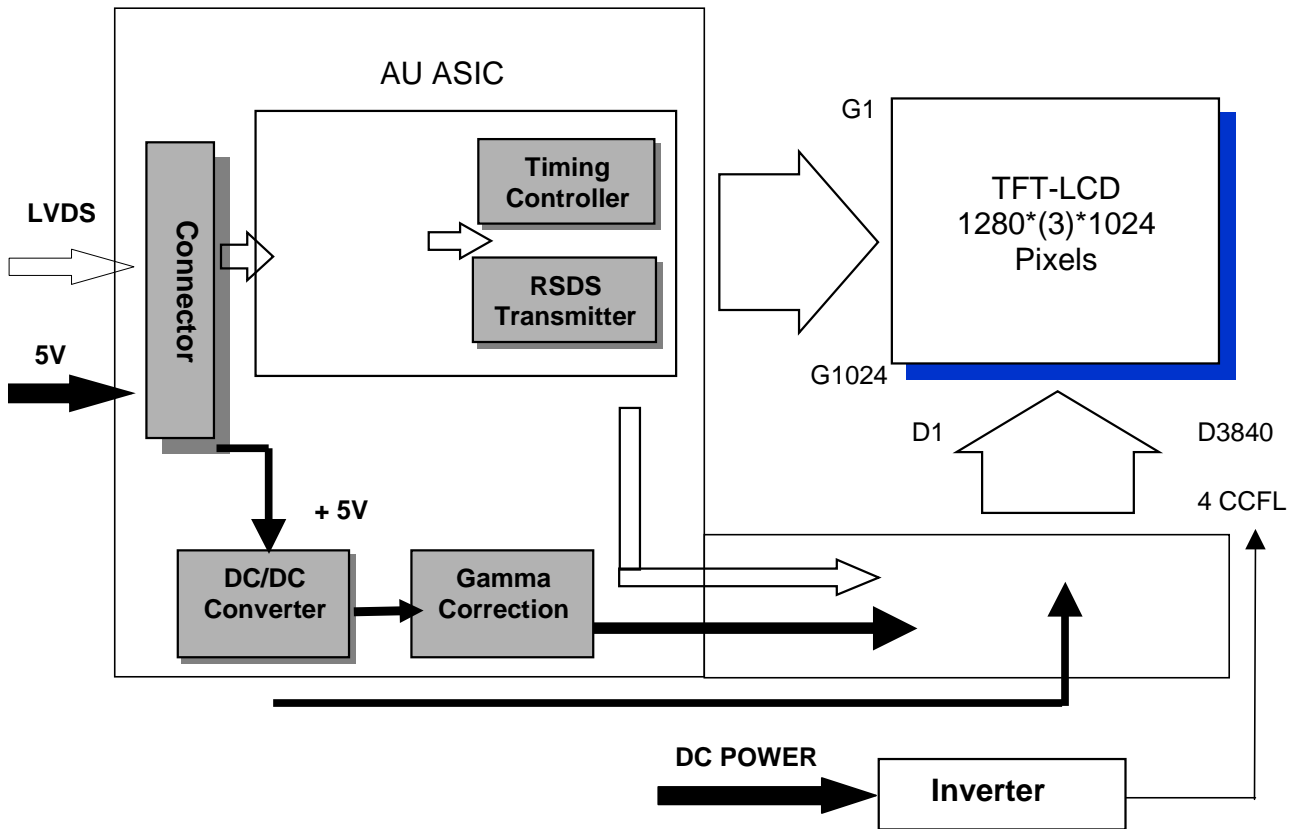 AU ASIC
G1
Timing
Controller
TFT-LCD
1280*(3)*1024
Pixels
LVDS
Connector
RSDS
Transmitter
5V
G1024
D1
D3840
4 CCFL
+ 5V
DC/DC
Converter
Gamma
Correction
DC POWER
Inverter